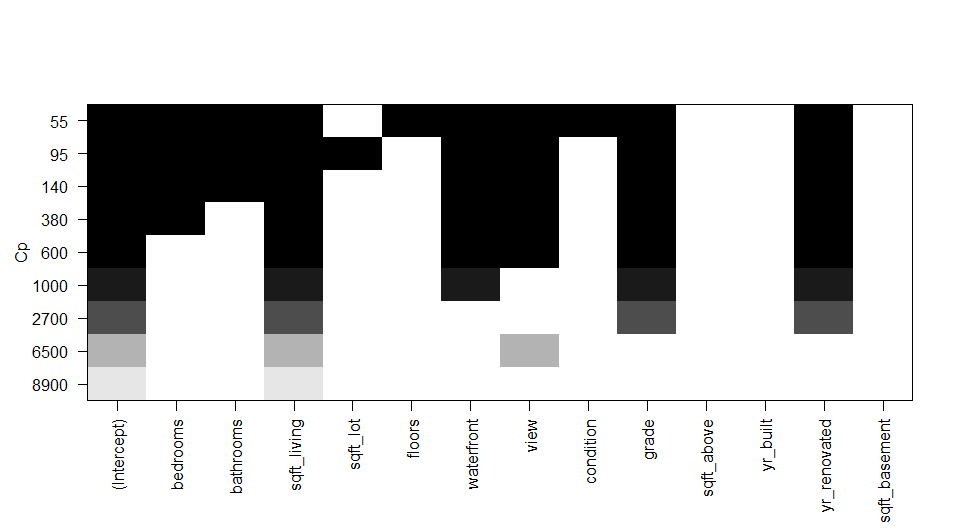 55
95
140
380
600
1000
2700
6500
8900
Cp
(Intercept)
bedrooms
bathrooms
sqft_living
sqft_lot
floors
waterfront
view
condition
grade
sqft_above
yr_built
yr_renovated
sqft_basement